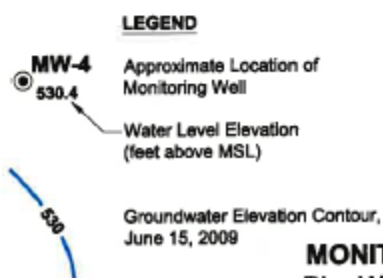 LEGEND
MW-4
530.4
Approximate Location of
Monitoring Well
Water Level Elevation
(feet above MSL)
530
Groundwater Elevation Contour,
June 15, 2009
MONIT